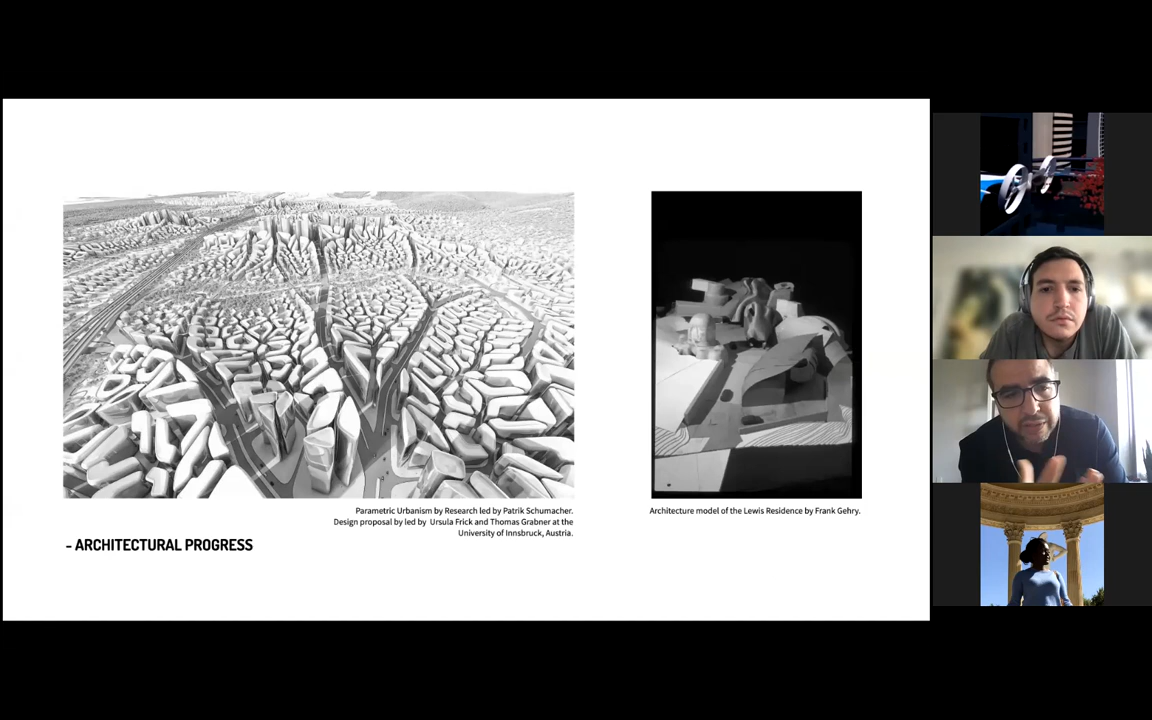 Parametric Urbanism by Research led by Patrik Schumacher.
Design proposal by led by Ursula Frick and Thomas Grabner at the
University of Innsbruck, Austria.
Architecture model of the Lewis Residence by Frank Gehry.
- ARCHITECTURAL PROGRESS